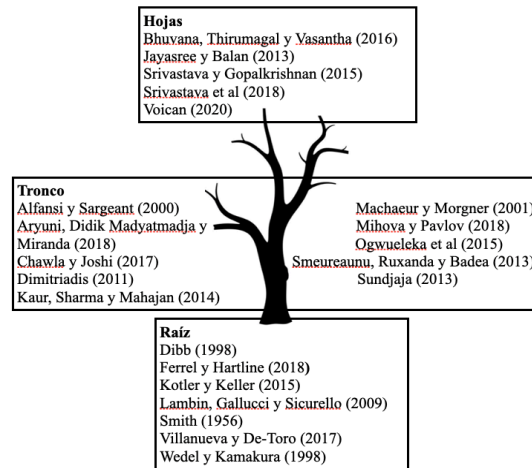 Hojas
Bhuvana, Thirumagal y Vasantha (2016)
Jayasree y Balan (2013)
Srivastava y Gopalkrishnan (2015)
Srivastava et al (2018)
Voican (2020)
Tronco
Alfansi y Sargeant (2000)
Aryuni, Didik Madyatmadja y
Miranda (2018)
Chawla y Joshi (2017)
Dimitriadis (2011)
Kaur, Sharma y Mahajan (2014)
Machaeur y Morgner (2001)
Mihova y Pavlov (2018)
Ogwueleka et al (2015)
Smeureaunu, Ruxanda y Badea (2013)
Sundjaja (2013)
Raíz
Dibb (1998)
Ferrel y Hartline (2018)
Kotler y Keller (2015)
Lambin, Gallucci y Sicurello (2009)
Smith (1956)
Villanueva y De-Toro (2017)
Wedel y Kamakura (1998)